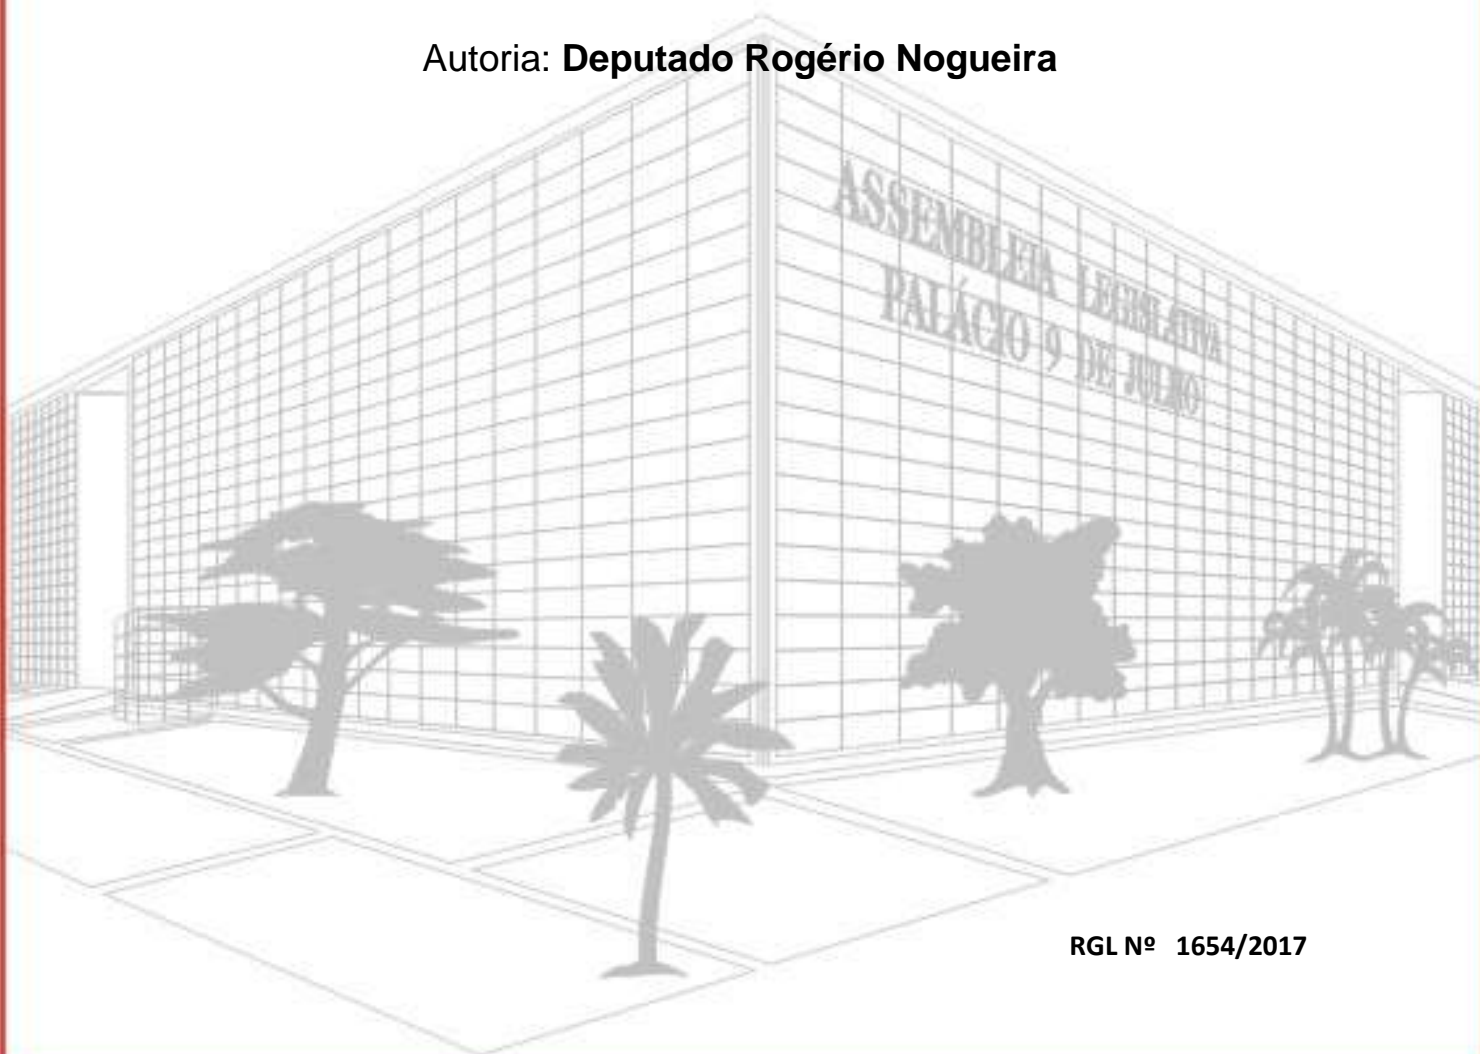 Autoria: Deputado Rogério Nogueira
ASSEMBLEIA LEGISLATIVA
PALÁCIO 9 DE JULHO
RGL Nº 1654/2017